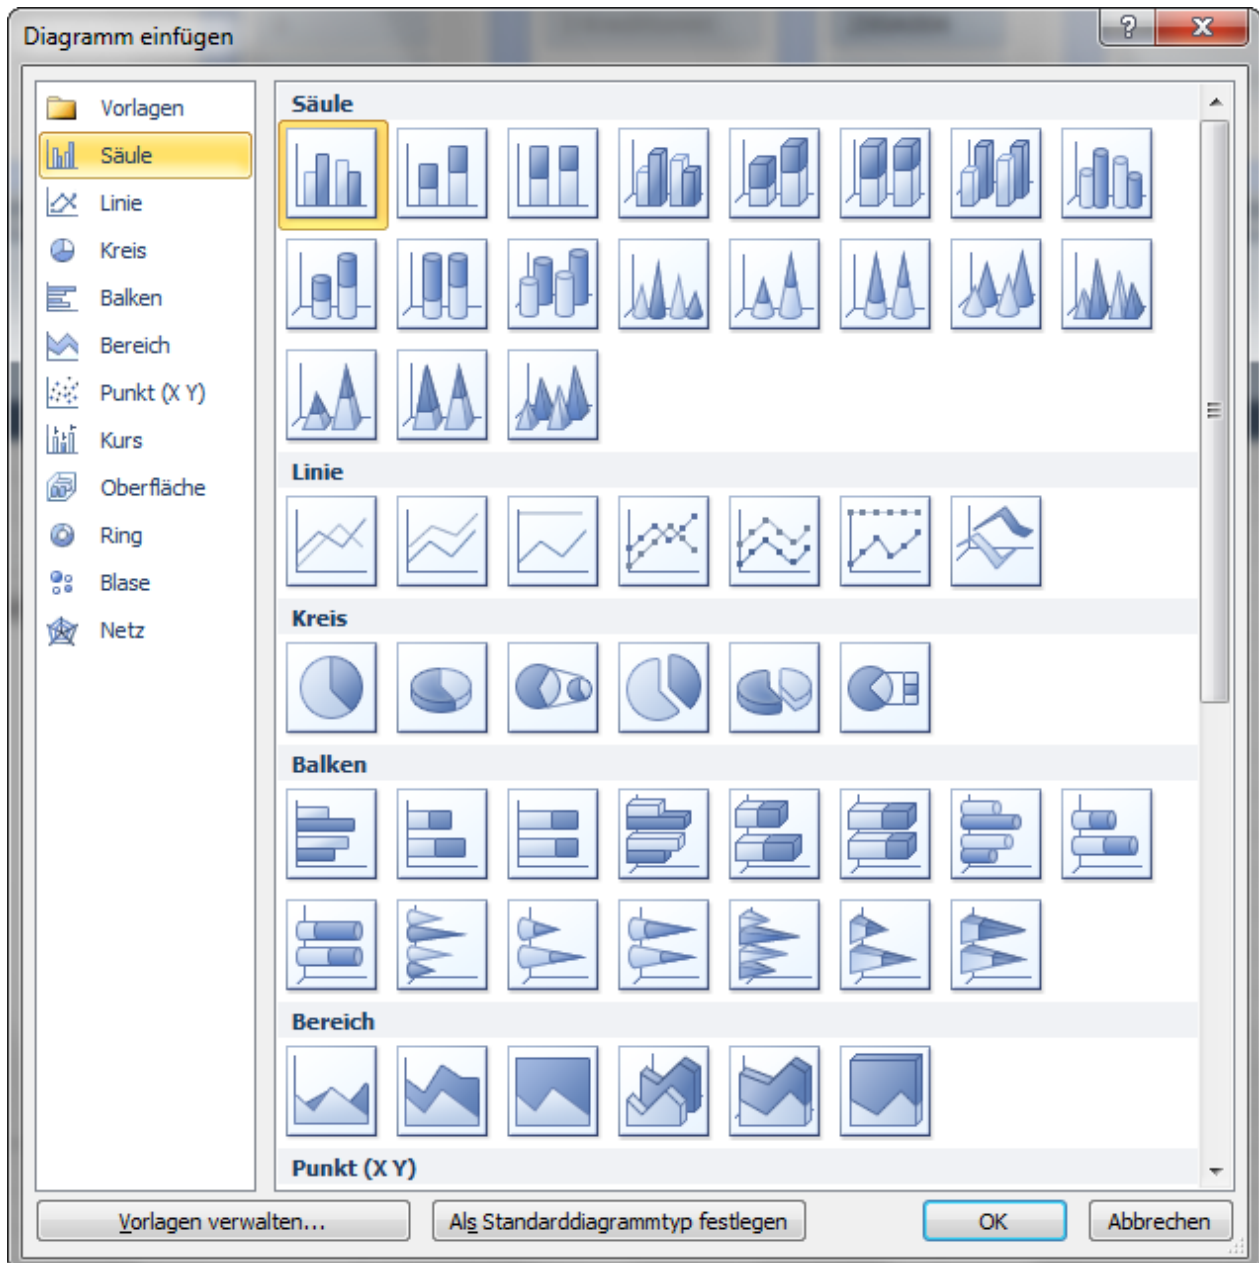 Diagramm einfügen
Vorlagen
Säule
Linie
Kreis
Balken
Bereich
Punkt (X Y)
Kurs
Oberfläche
Ring
Blase
Netz
Säule
Linie
Kreis
Balken
Bereich
Punkt (X Y)
Vorlagen verwalten...
Als Standarddiagrammtyp festlegen
OK
Abbrechen